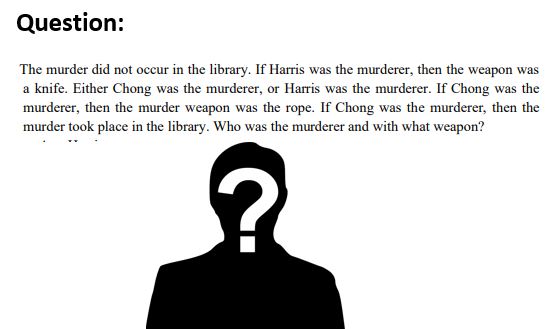 Question:
The murder did not occur in the library. If Harris was the murderer, then the weapon was
a knife. Either Chong was the murderer, or Harris was the murderer. If Chong was the
murderer, then the murder weapon was the rope. If Chong was the murderer, then the
murder took place in the library. Who was the murderer and with what weapon?
?